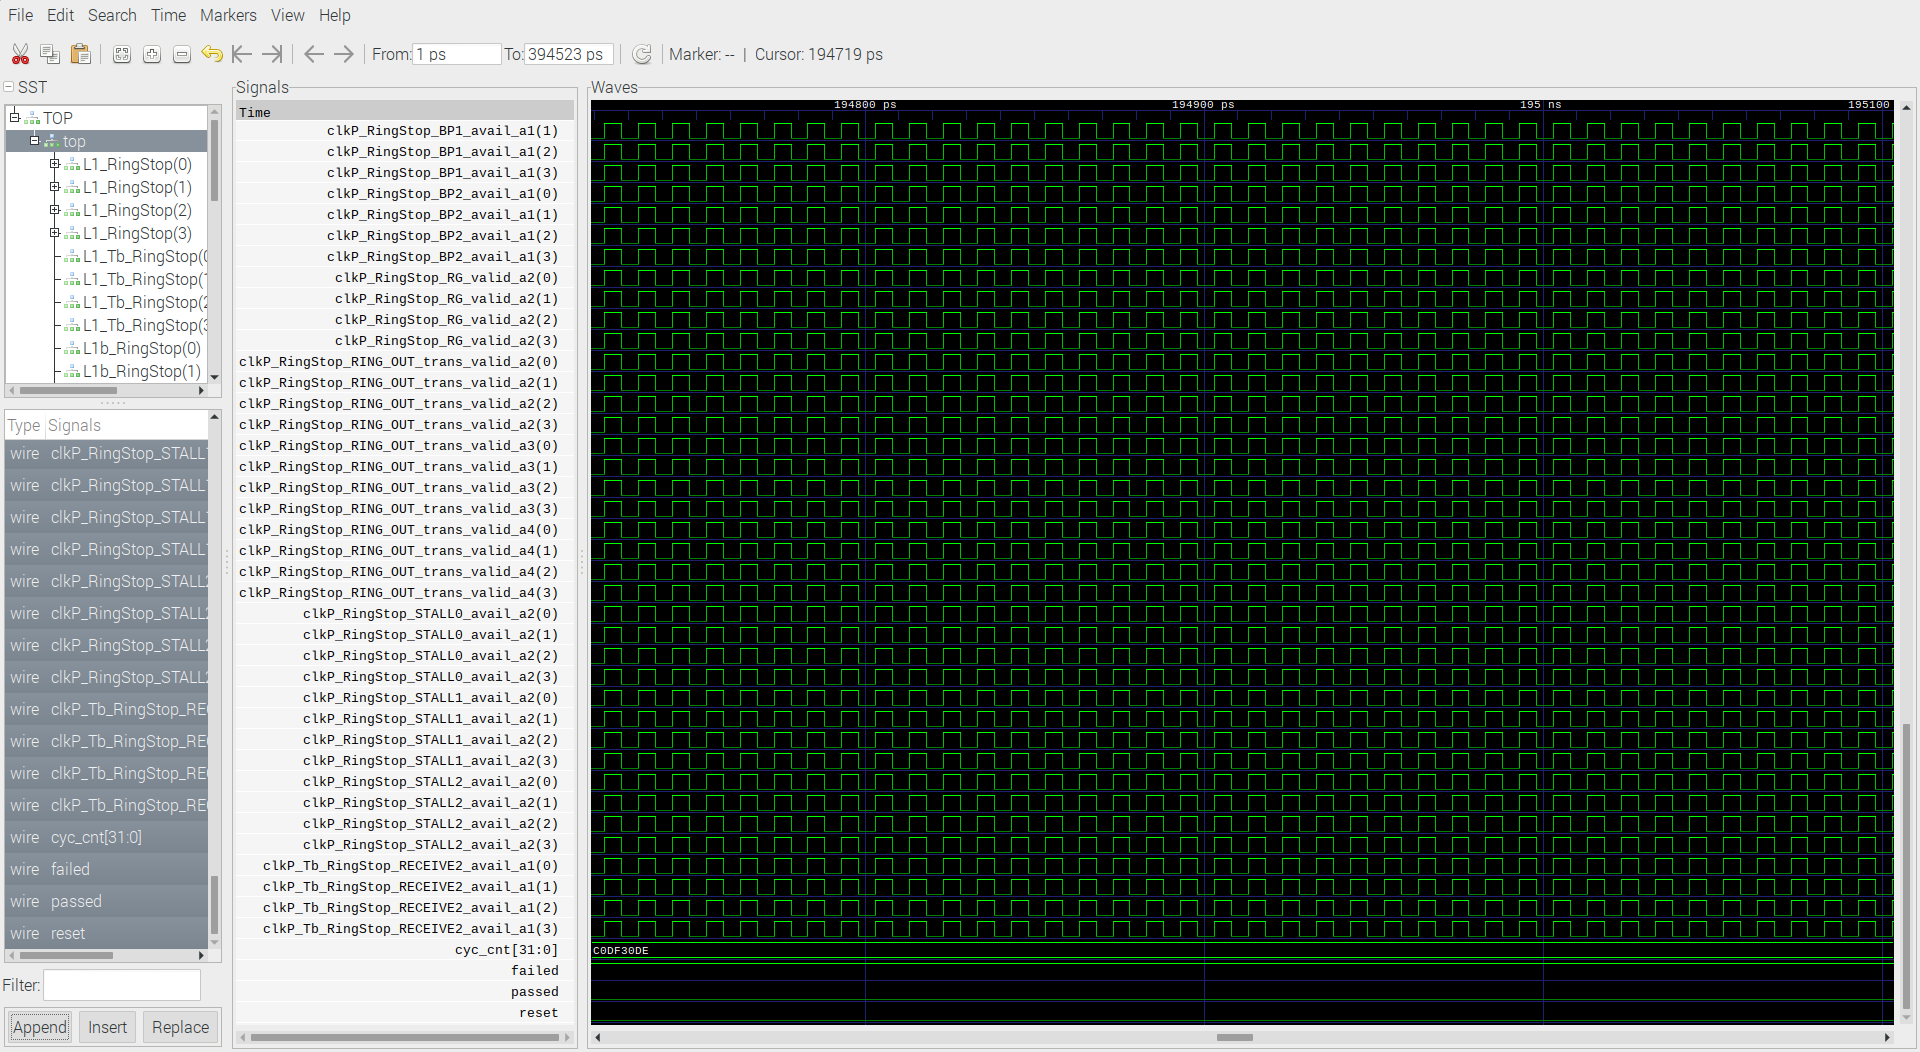 File Edit Search Time Markers View Help
From: 1 ps To: 394523 ps Marker: -- | Cursor: 194719 ps
SST
TOP
top
L1_RingStop(0)
L1_RingStop(1)
L1_RingStop(2)
L1_RingStop(3)
L1_Tb_RingStop(
L1_Tb_RingStop(
L1_Tb_RingStop(
L1_Tb_RingStop(
L1b_RingStop(0)
L1b_RingStop(1)
Type Signals
wire clkP_RingStop_STALL
wire clkP_RingStop_STALL
wire clkP_RingStop_STALL
wire clkP_RingStop_STALL
wire clkP_RingStop_STALL
wire clkP_RingStop_STALL
wire clkP_RingStop_STALL
wire clkP_RingStop_STALL
wire clkP_Tb_RingStop_RE
wire clkP_Tb_RingStop_RE
wire clkP_Tb_RingStop_RE
wire clkP_Tb_RingStop_RE
wire cyc_cnt[31:0]
wire failed
wire passed
wire reset
Filter:
Append Insert Replace
Signals
Time
clkP_RingStop_BP1_avail_a1(1)
clkP_RingStop_BP1_avail_a1(2)
clkP_RingStop_BP1_avail_a1(3)
clkP_RingStop_BP2_avail_a1(0)
clkP_RingStop_BP2_avail_a1(1)
clkP_RingStop_BP2_avail_a1(2)
clkP_RingStop_BP2_avail_a1(3)
clkP_RingStop_RG_valid_a2(0)
clkP_RingStop_RG_valid_a2(1)
clkP_RingStop_RG_valid_a2(2)
clkP_RingStop_RG_valid_a2(3)
clkP_RingStop_RING_OUT_trans_valid_a2(0)
clkP_RingStop_RING_OUT_trans_valid_a2(1)
clkP_RingStop_RING_OUT_trans_valid_a2(2)
clkP_RingStop_RING_OUT_trans_valid_a2(3)
clkP_RingStop_RING_OUT_trans_valid_a3(0)
clkP_RingStop_RING_OUT_trans_valid_a3(1)
clkP_RingStop_RING_OUT_trans_valid_a3(2)
clkP_RingStop_RING_OUT_trans_valid_a3(3)
clkP_RingStop_RING_OUT_trans_valid_a4(0)
clkP_RingStop_RING_OUT_trans_valid_a4(1)
clkP_RingStop_RING_OUT_trans_valid_a4(2)
clkP_RingStop_RING_OUT_trans_valid_a4(3)
clkP_RingStop_STALL0_avail_a2(0)
clkP_RingStop_STALL0_avail_a2(1)
clkP_RingStop_STALL0_avail_a2(2)
clkP_RingStop_STALL0_avail_a2(3)
clkP_RingStop_STALL1_avail_a2(0)
clkP_RingStop_STALL1_avail_a2(1)
clkP_RingStop_STALL1_avail_a2(2)
clkP_RingStop_STALL1_avail_a2(3)
clkP_RingStop_STALL2_avail_a2(0)
clkP_RingStop_STALL2_avail_a2(1)
clkP_RingStop_STALL2_avail_a2(2)
clkP_RingStop_STALL2_avail_a2(3)
clkP_Tb_RingStop_RECEIVE2_avail_a1(0)
clkP_Tb_RingStop_RECEIVE2_avail_a1(1)
clkP_Tb_RingStop_RECEIVE2_avail_a1(2)
clkP_Tb_RingStop_RECEIVE2_avail_a1(3)
cyc_cnt[31:0]
failed
passed
reset
Waves
194800 ps 194900 ps 195 ns 195100
C0DF30DE